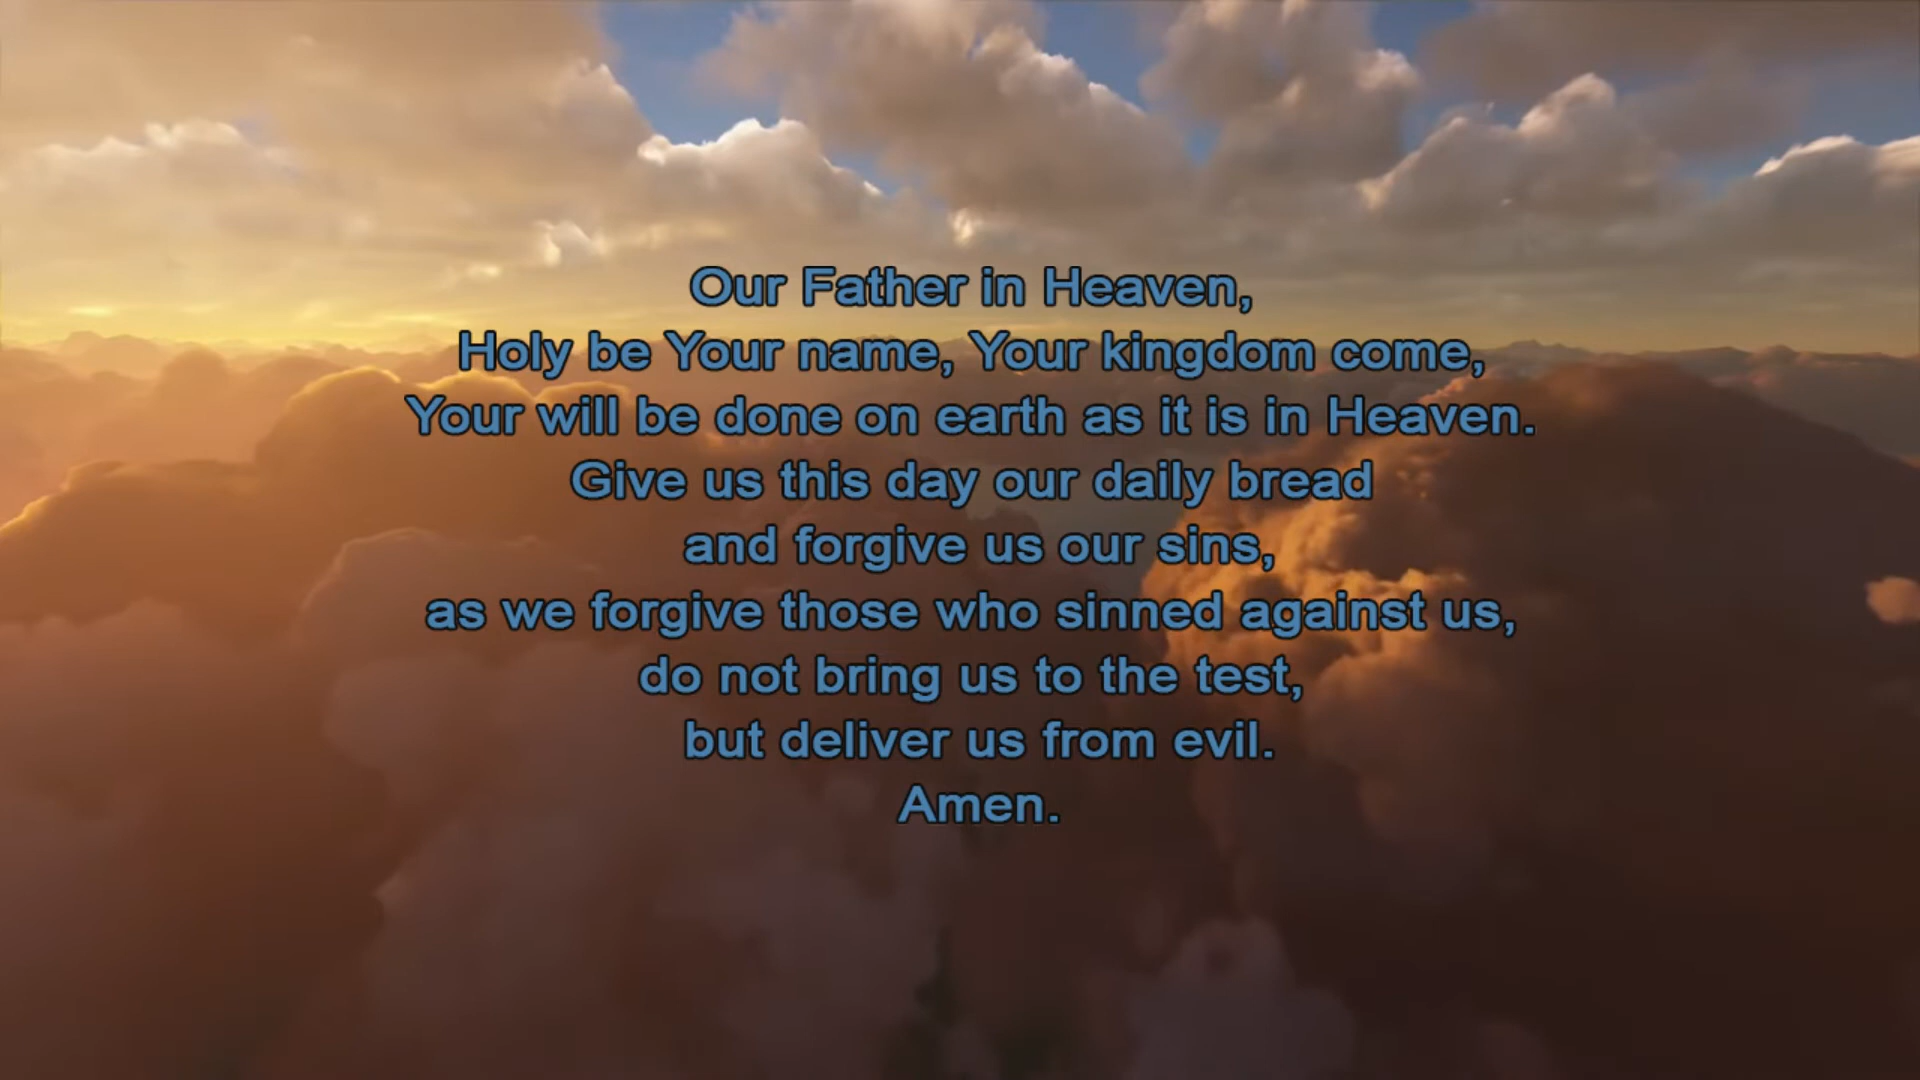 Our Father in Heaven,
Holy be Your name, Your kingdom come,
Your will be done on earth as it is in Heaven.
Give us this day our daily bread
and forgive us our sins,
as we forgive those who sinned against us,
do not bring us to the test,
but deliver us from evil.
Amen.